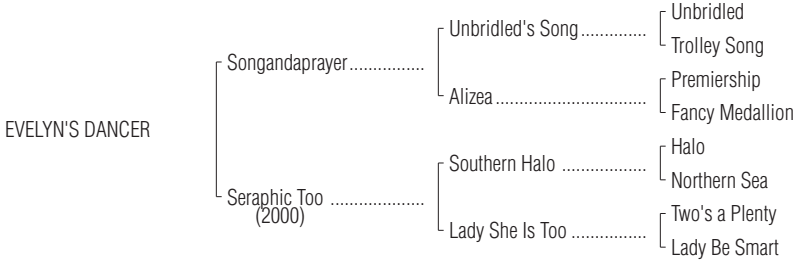 Unbridled
Unbridled's Song..............
Trolley Song
Songandaprayer................
Premiership
Alizea................................
Fancy Medallion
EVELYN'S DANCER
Halo
Southern Halo ..................
Northern Sea
Seraphic Too ....................
(2000)
Two's a Plenty
Lady She Is Too ................
Lady Be Smart